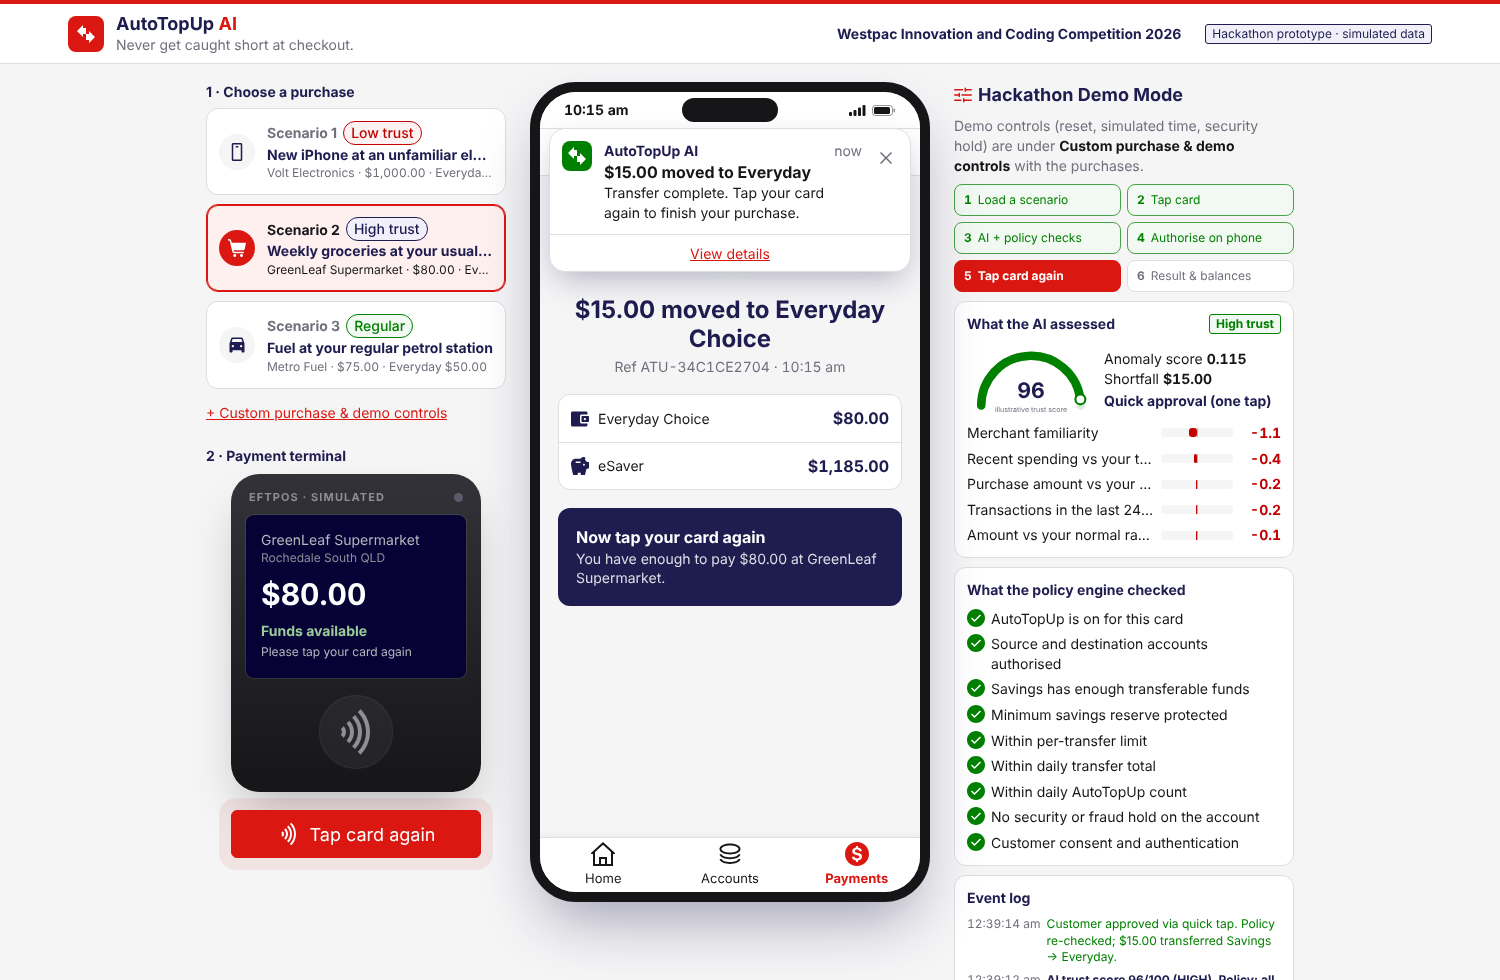 AutoTopUp AI
Never get caught short at checkout.
Westpac Innovation and Coding Competition 2026
Hackathon prototype · simulated data
1 · Choose a purchase
Scenario 1 Low trust
New iPhone at an unfamiliar el...
Volt Electronics · $1,000.00 · Everyda...
Scenario 2 High trust
Weekly groceries at your usual...
GreenLeaf Supermarket · $80.00 · Ev...
Scenario 3 Regular
Fuel at your regular petrol station
Metro Fuel · $75.00 · Everyday $50.00
+ Custom purchase & demo controls
2 · Payment terminal
EFTPOS · SIMULATED
GreenLeaf Supermarket
Rochedale South QLD
$80.00
Funds available
Please tap your card again
Tap card again
10:15 am
AutoTopUp AI now
$15.00 moved to Everyday
Transfer complete. Tap your card
again to finish your purchase.
View details
$15.00 moved to Everyday
Choice
Ref ATU-34C1CE2704 · 10:15 am
Everyday Choice $80.00
eSaver $1,185.00
Now tap your card again
You have enough to pay $80.00 at GreenLeaf
Supermarket.
Home Accounts Payments
Hackathon Demo Mode
Demo controls (reset, simulated time, security
hold) are under Custom purchase & demo
controls with the purchases.
1 Load a scenario
2 Tap card
3 AI + policy checks
4 Authorise on phone
5 Tap card again
6 Result & balances
What the AI assessed High trust
96
illustrative trust score
Anomaly score 0.115
Shortfall $15.00
Quick approval (one tap)
Merchant familiarity -1.1
Recent spending vs your t... -0.4
Purchase amount vs your ... -0.2
Transactions in the last 24... -0.2
Amount vs your normal ra... -0.1
What the policy engine checked
AutoTopUp is on for this card
Source and destination accounts
authorised
Savings has enough transferable funds
Minimum savings reserve protected
Within per-transfer limit
Within daily transfer total
Within daily AutoTopUp count
No security or fraud hold on the account
Customer consent and authentication
Event log
12:39:14 am Customer approved via quick tap. Policy
re-checked; $15.00 transferred Savings
→ Everyday.
12:39:12 am AI trust score 96/100 (HIGH). Policy: all